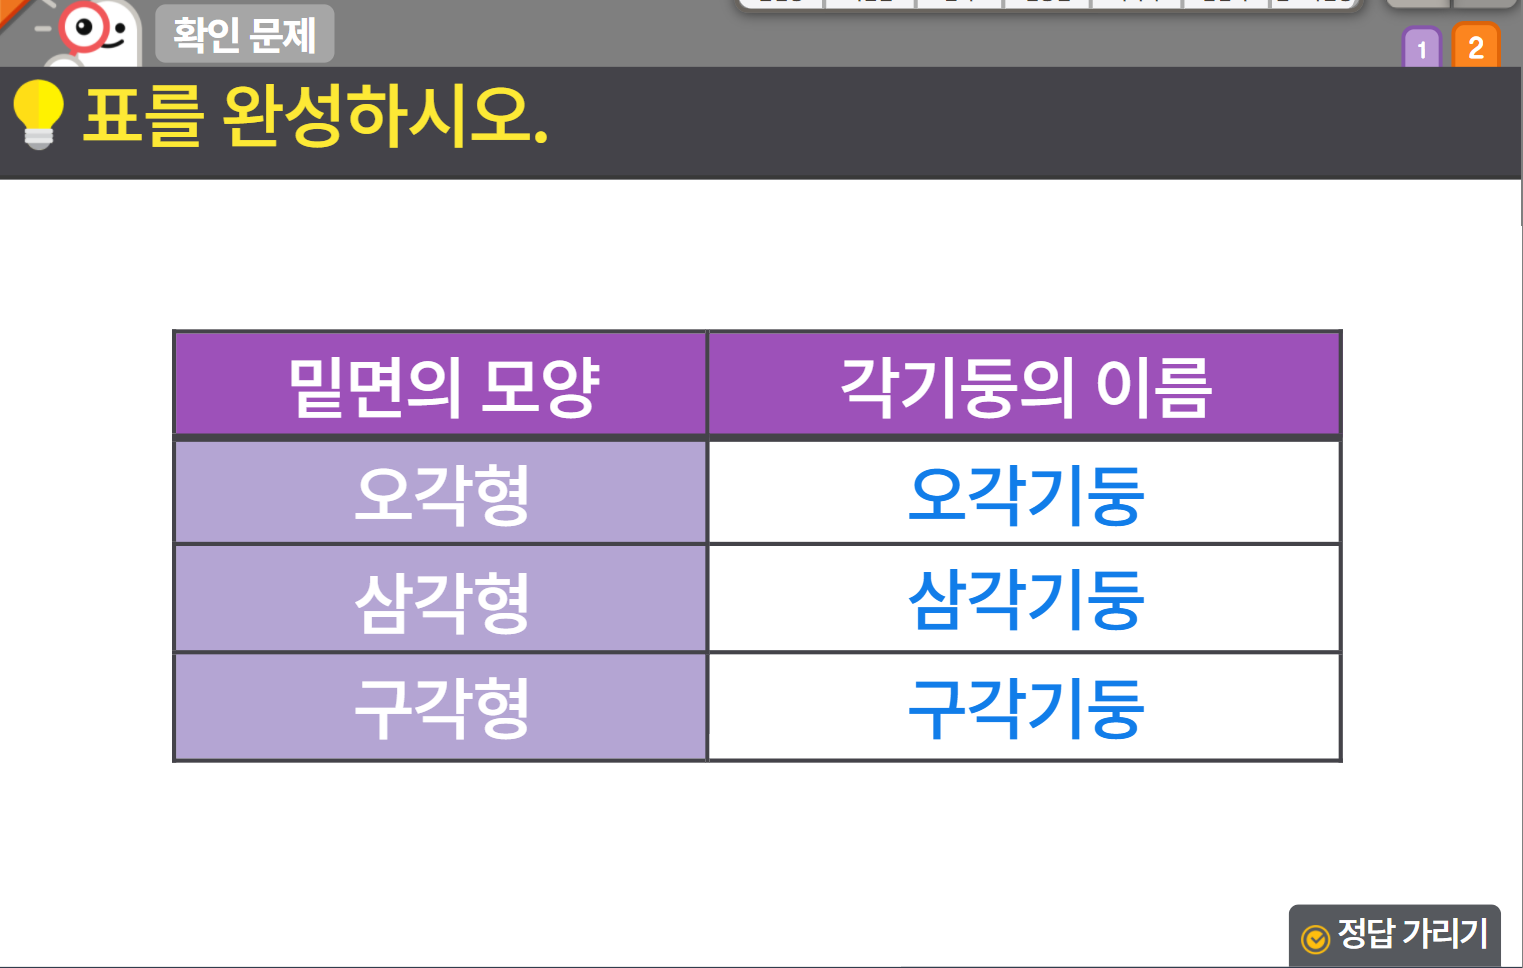 확인 문제
1 2
표를 완성하시오.
밑면의 모양 각기둥의 이름
오각형 오각기둥
삼각형 삼각기둥
구각형 구각기둥
정답 가리기